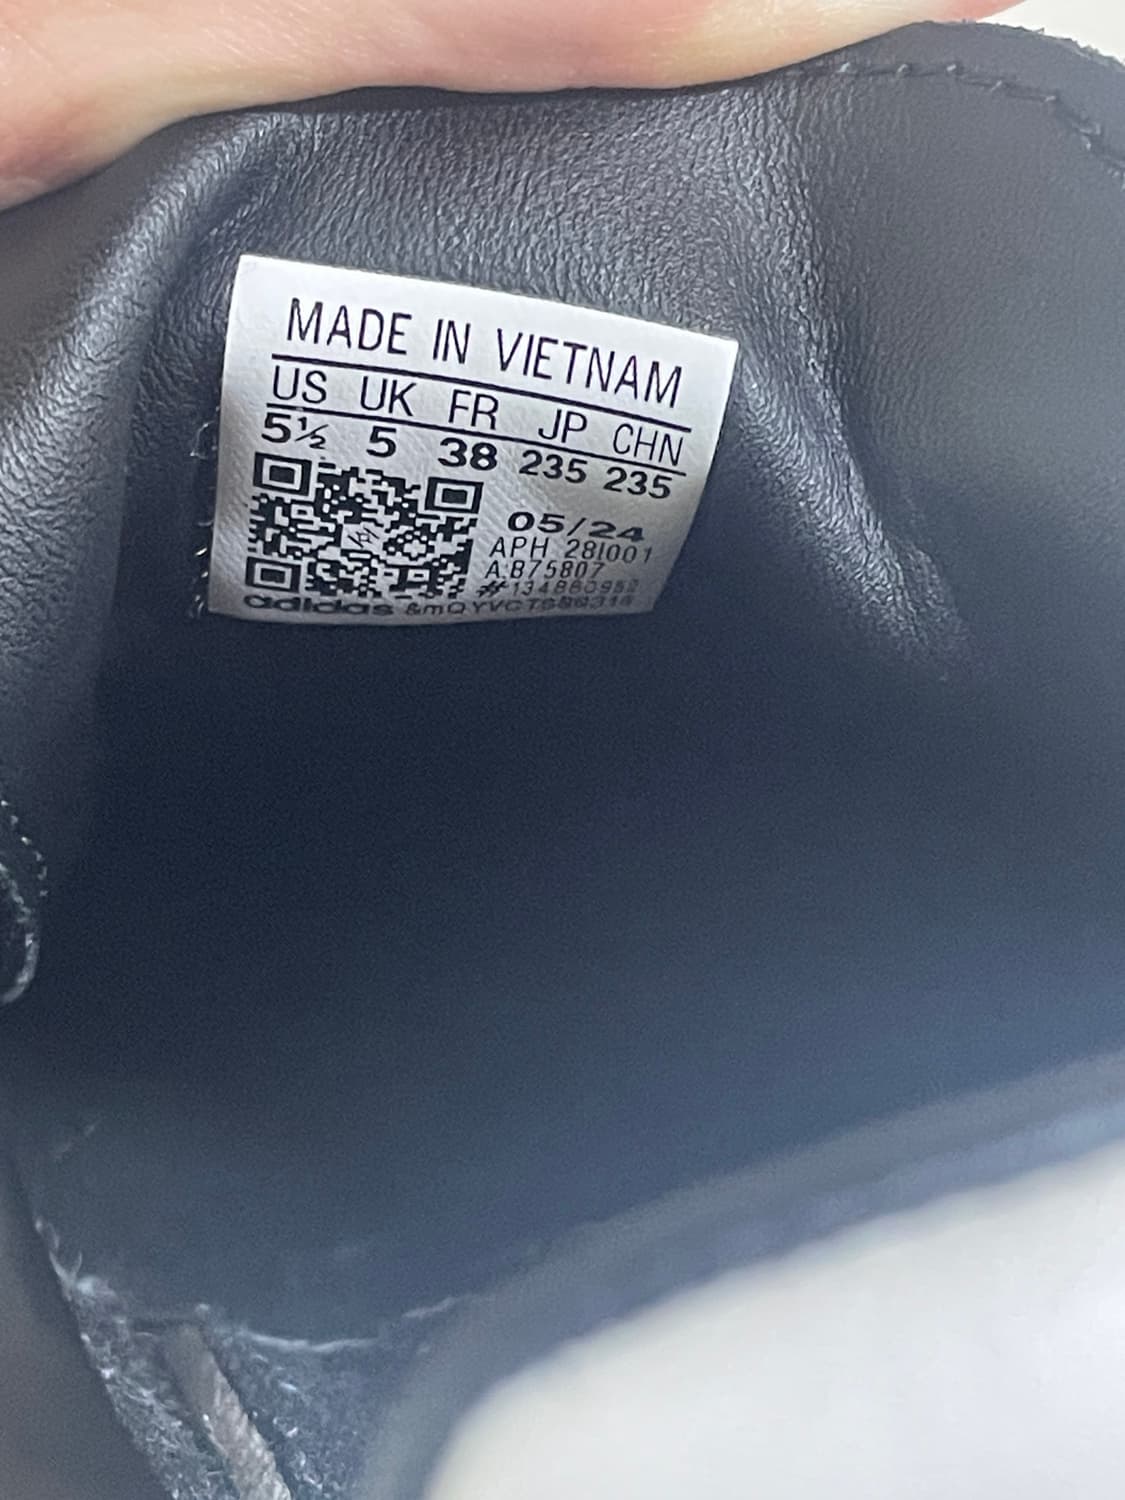 MADE IN VIETNAM
US UK FR JP CHN
5½ 5 38 235 235
05/24
APH 28I001
A:B75807
adidas